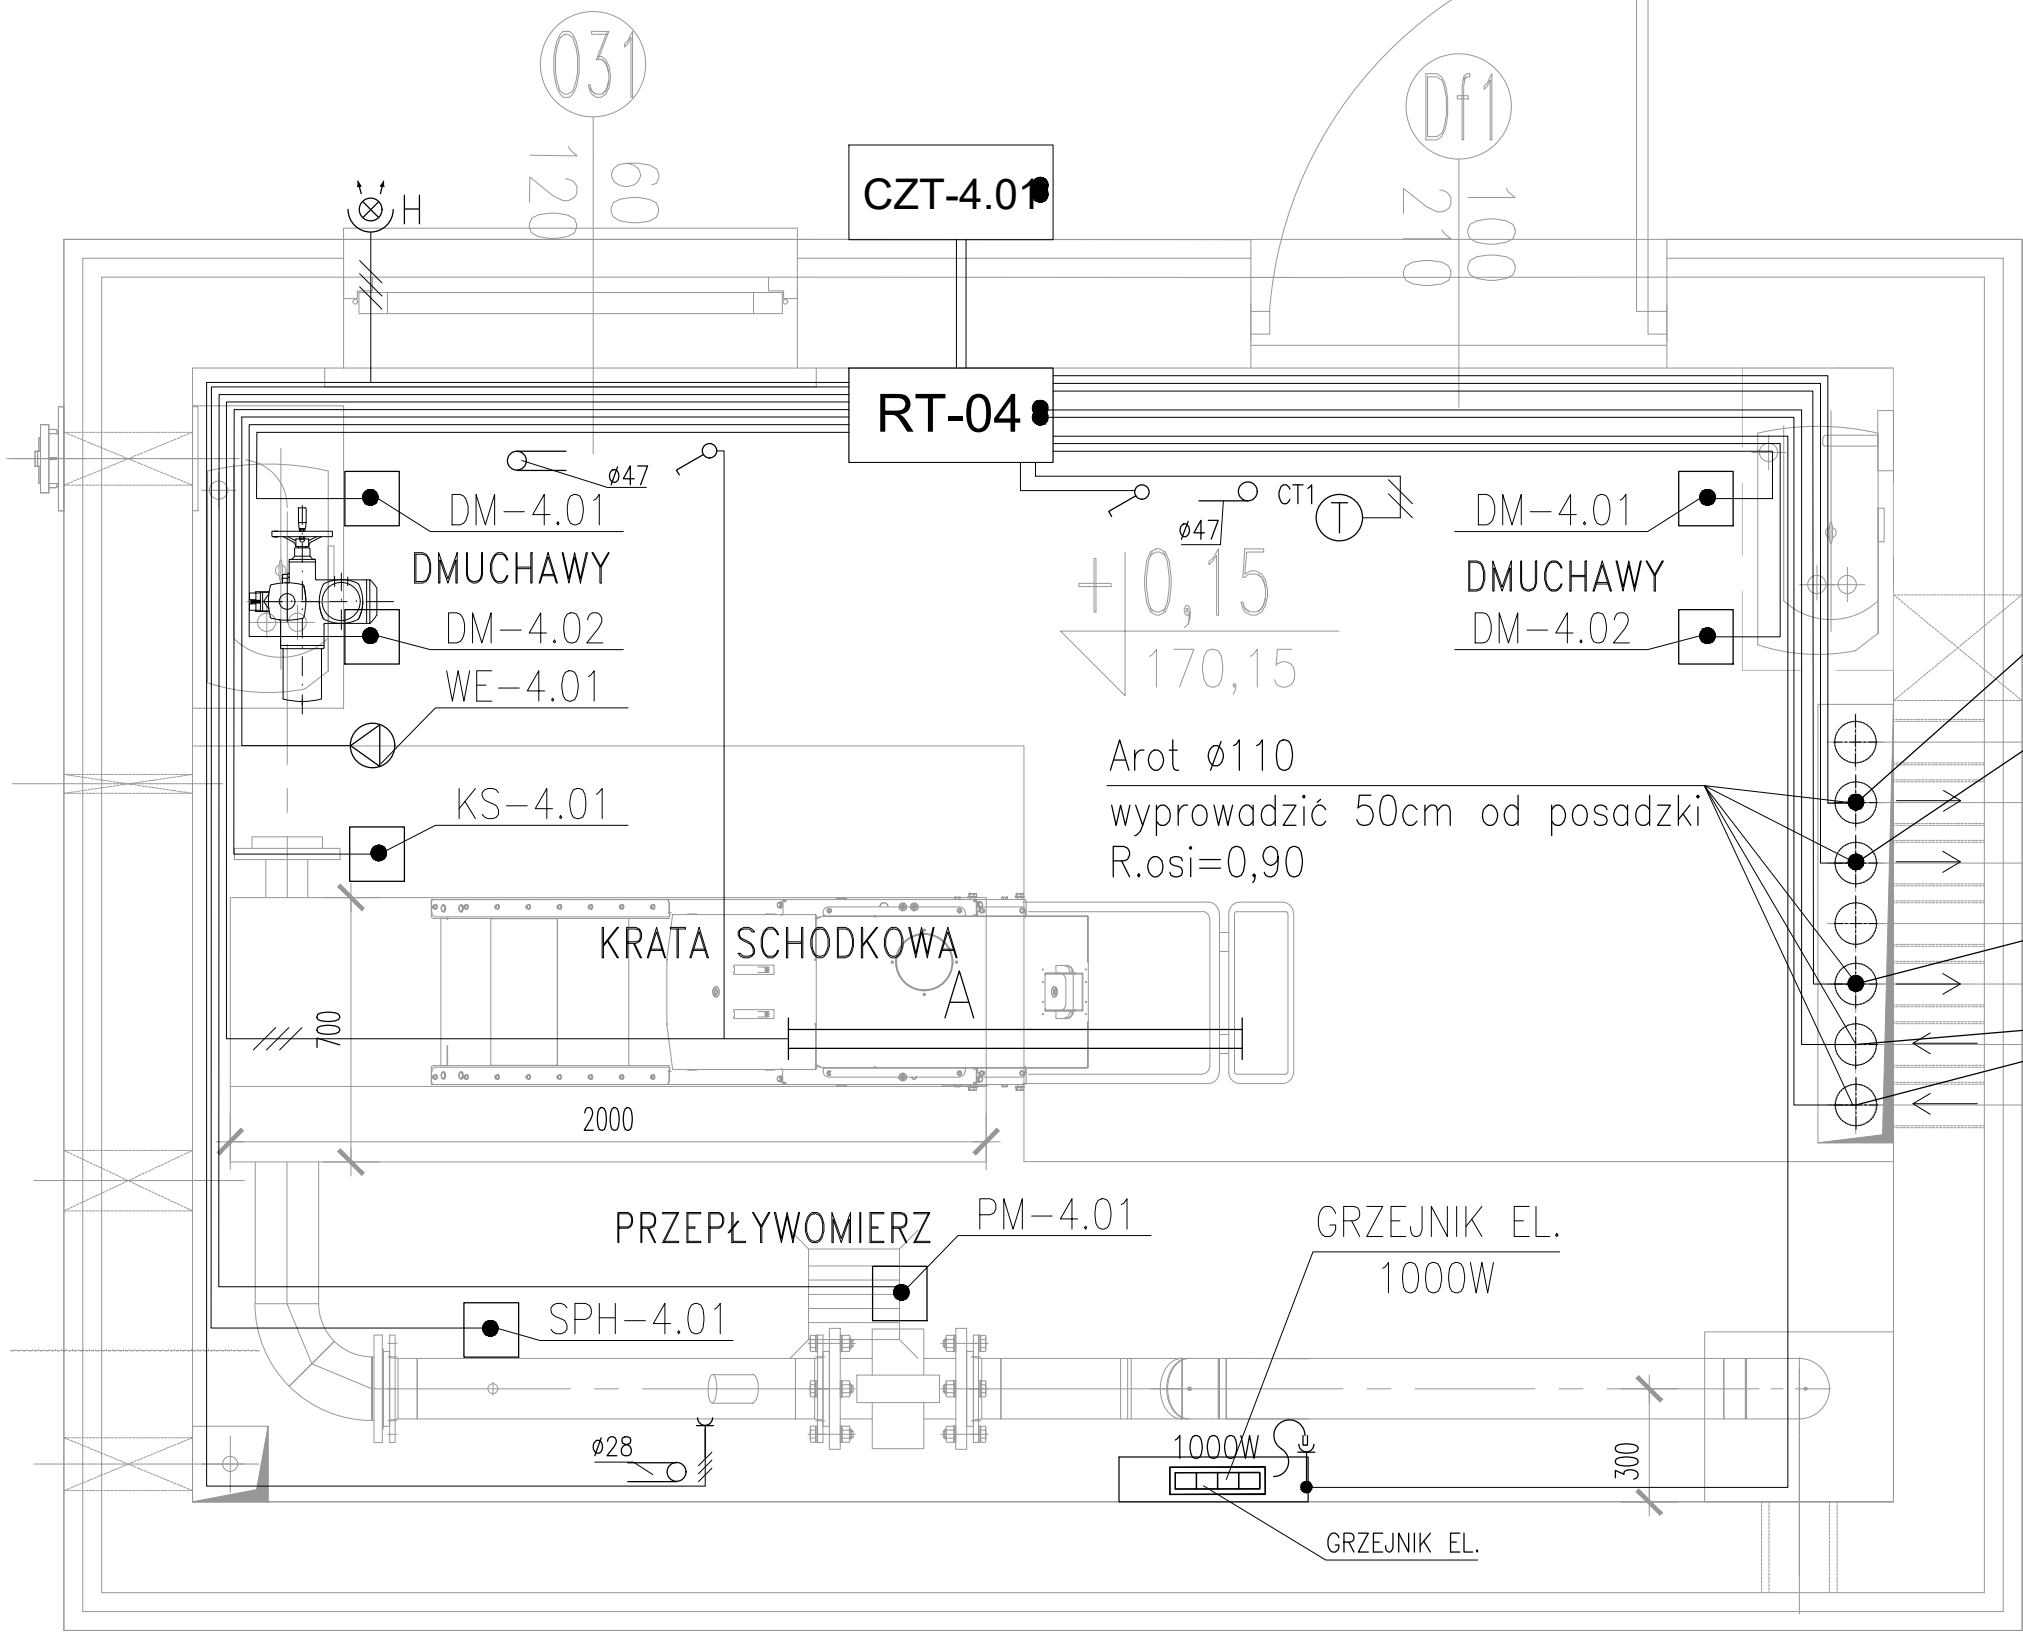 031
60
120
Df1
100
210
H
CZT-4.01
RT-04
ø47
CT1
T
ø47
DM-4.01
DMUCHAWY
DM-4.02
WE-4.01
KS-4.01
+0,15
170,15
DM-4.01
DMUCHAWY
DM-4.02
Arot ø110
wyprowadzić 50cm od posadzki
R.osi=0,90
KRATA SCHODKOWA
A
700
2000
PRZEPŁYWOMIERZ
PM-4.01
SPH-4.01
GRZEJNIK EL.
1000W
ø28
1000W
300
GRZEJNIK EL.